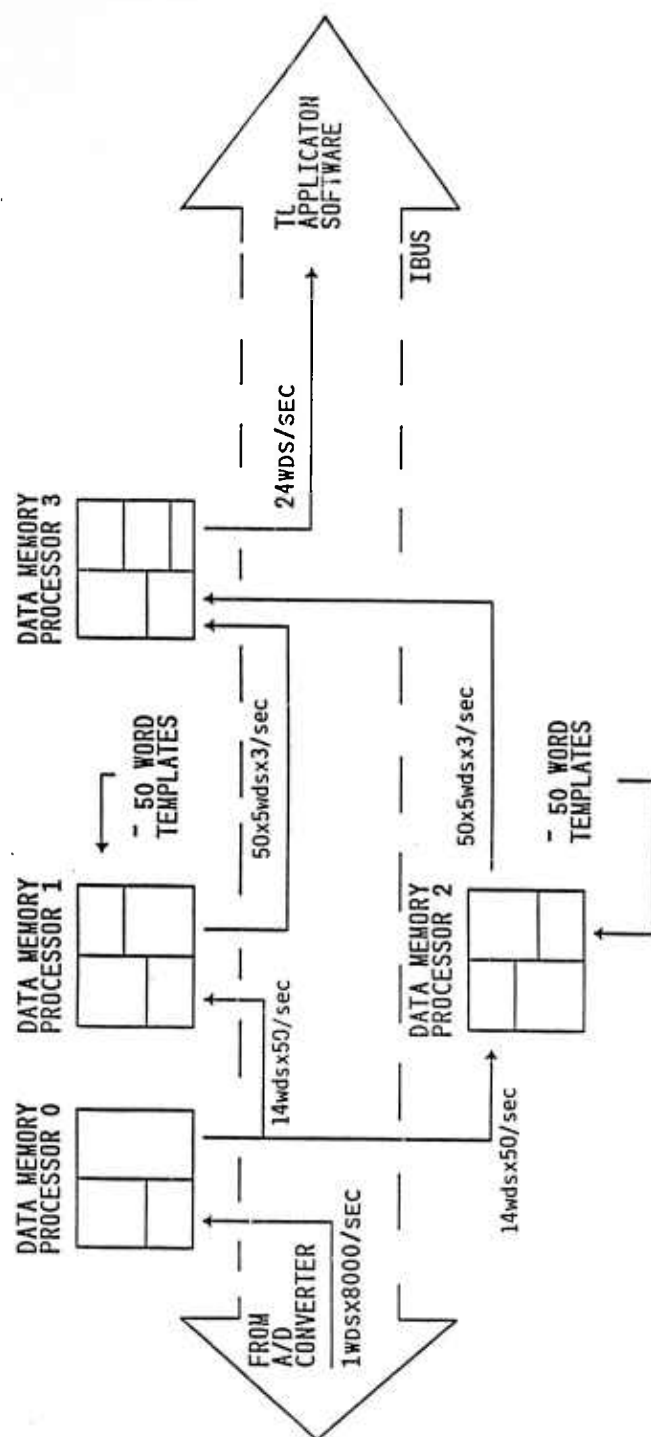 DATA MEMORY
PROCESSOR 0
DATA MEMORY
PROCESSOR 1
- 50 WORD
TEMPLATES
DATA MEMORY
PROCESSOR 3
FROM
A/D
CONVERTER
1WDSx8000/SEC
14wdsx50/sec
50x5wdsx3/sec
24WDS/SEC
TL
APPLICATON
SOFTWARE
IBUS
14wdsx50/sec
DATA MEMORY
PROCESSOR 2
50x5wdsx3/sec
- 50 WORD
TEMPLATES